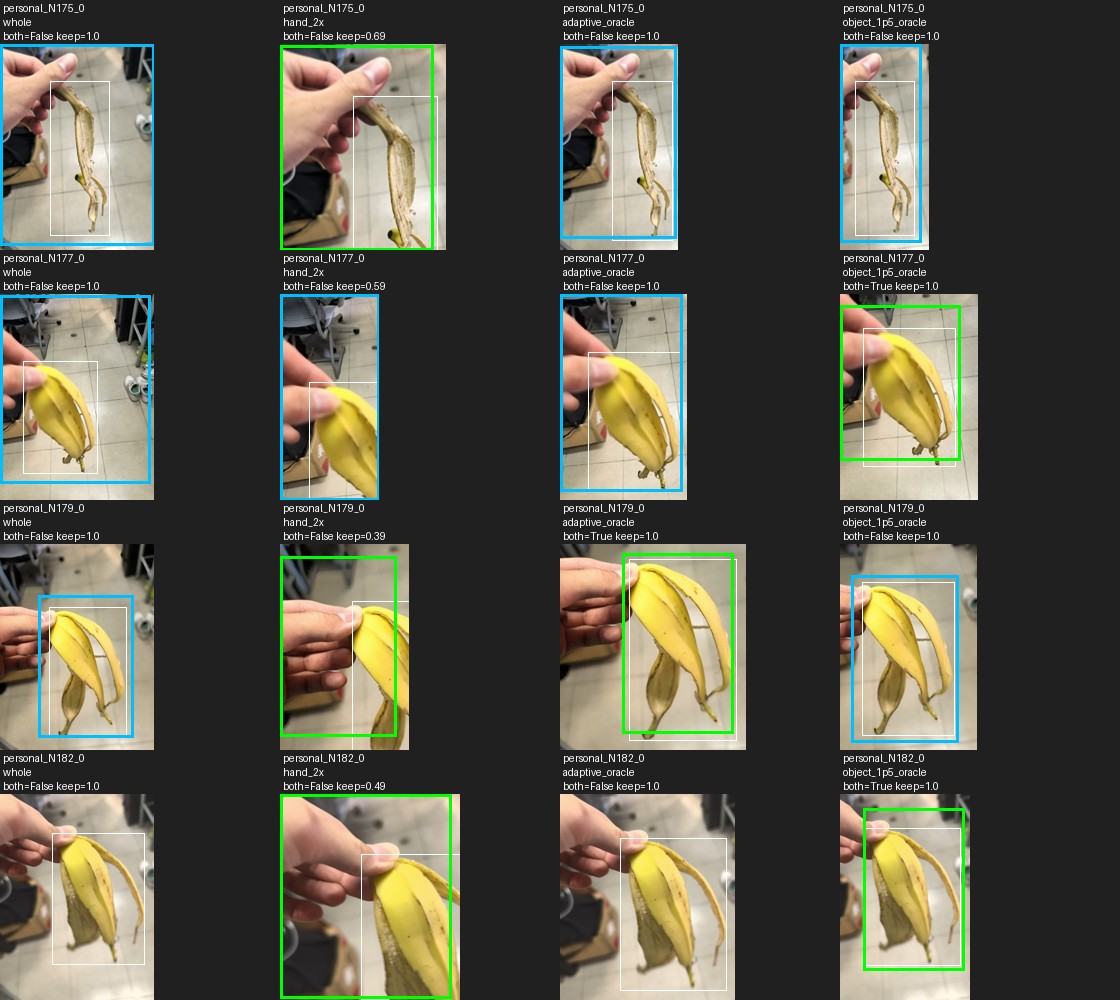 personal_N175_0
whole
both=False keep=1.0
personal_N175_0
hand_2x
both=False keep=0.69
personal_N175_0
adaptive_oracle
both=False keep=1.0
personal_N175_0
object_1p5_oracle
both=False keep=1.0
personal_N177_0
whole
both=False keep=1.0
personal_N177_0
hand_2x
both=False keep=0.59
personal_N177_0
adaptive_oracle
both=False keep=1.0
personal_N177_0
object_1p5_oracle
both=True keep=1.0
personal_N179_0
whole
both=False keep=1.0
personal_N179_0
hand_2x
both=False keep=0.39
personal_N179_0
adaptive_oracle
both=True keep=1.0
personal_N179_0
object_1p5_oracle
both=False keep=1.0
personal_N182_0
whole
both=False keep=1.0
personal_N182_0
hand_2x
both=False keep=0.49
personal_N182_0
adaptive_oracle
both=False keep=1.0
personal_N182_0
object_1p5_oracle
both=True keep=1.0